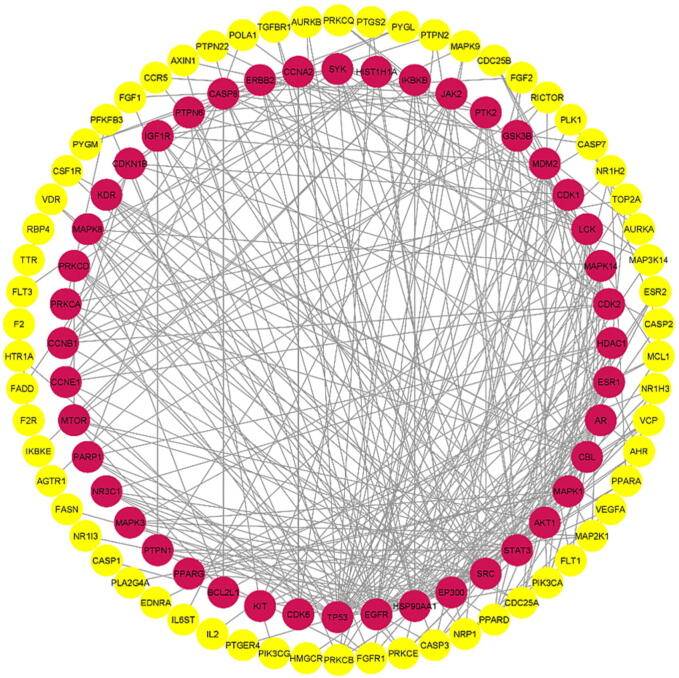 PRKCQ
PTGS2
PYGL
PTPN2
MAPK9
CDC25B
FGF2
RICTOR
PLK1
CASP7
NR1H2
TOP2A
AURKA
MAP3K14
ESR2
CASP2
MCL1
NR1H3
VCP
AHR
PPARA
VEGFA
MAP2K1
FLT1
PIK3CA
CDC25A
PPARD
NRP1
CASP3
PRKCE
FGFR1
PRKCB
HMGCR
PIK3CG
PTGER4
IL2
IL6ST
EDNRA
PLA2G4A
CASP1
NR1I3
FASN
AGTR1
IKBKE
F2R
FADD
HTR1A
F2
FLT3
TTR
RBP4
VDR
CSF1R
PYGM
PFKFB3
FGF1
CCR5
AXIN1
PTPN22
POLA1
TGFBR1
AURKB
SYK
HIST1H1A
IKBKB
JAK2
PTK2
GSK3B
MDM2
CDK1
LCK
MAPK14
CDK2
HDAC1
ESR1
AR
CBL
MAPK1
AKT1
STAT3
SRC
EP300
HSP90AA1
EGFR
TP53
CDK6
KIT
BCL2L1
PPARG
PTPN1
MAPK3
NR3C1
PARP1
MTOR
CCNE1
CCNB1
PRKCA
PRKCD
MAPK8
KDR
CDKN1B
IGF1R
PTPN6
CASP8
ERBB2
CCNA2